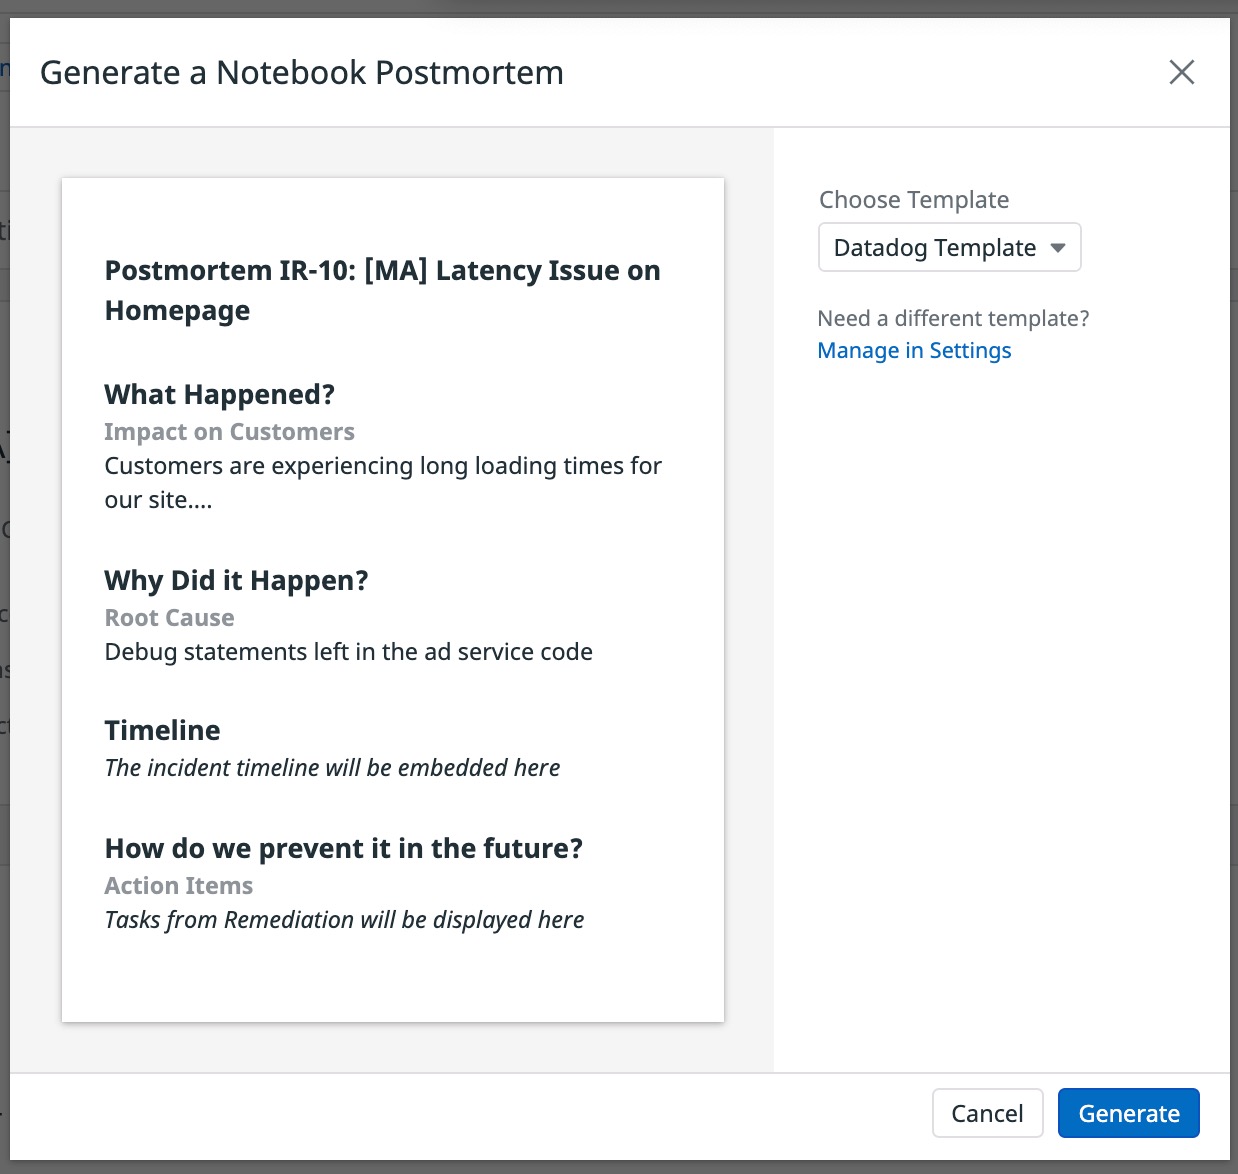 Generate a Notebook Postmortem
Postmortem IR-10: [MA] Latency Issue on
Homepage
What Happened?
Impact on Customers
Customers are experiencing long loading times for
our site....
Why Did it Happen?
Root Cause
Debug statements left in the ad service code
Timeline
The incident timeline will be embedded here
How do we prevent it in the future?
Action Items
Tasks from Remediation will be displayed here
Choose Template
Datadog Template
Need a different template?
Manage in Settings
Cancel
Generate